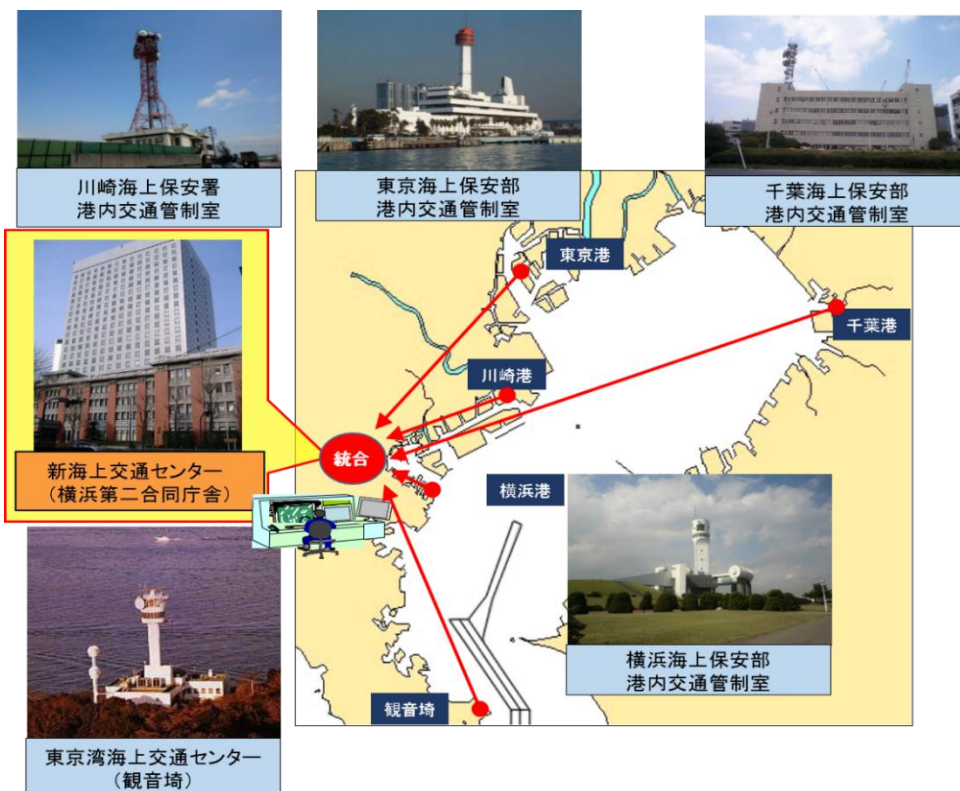 川崎海上保安署
港内交通管制室
東京海上保安部
港内交通管制室
千葉海上保安部
港内交通管制室
東京港
千葉港
川崎港
統合
新海上交通センター
（横浜第二合同庁舎）
横浜港
横浜海上保安部
港内交通管制室
観音埼
東京湾海上交通センター
（観音埼）